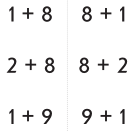 1 + 8 8 + 1
2 + 8 8 + 2
1 + 9 9 + 1